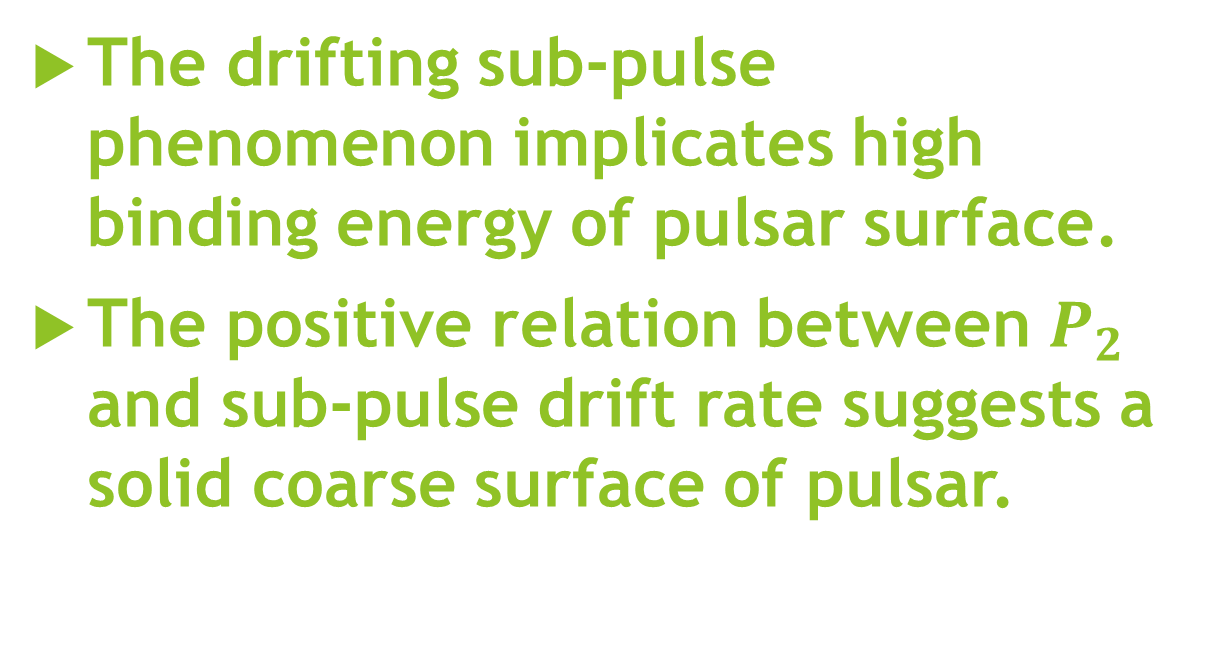 The drifting sub-pulse
phenomenon implicates high
binding energy of pulsar surface.
The positive relation between P₂
and sub-pulse drift rate suggests a
solid coarse surface of pulsar.